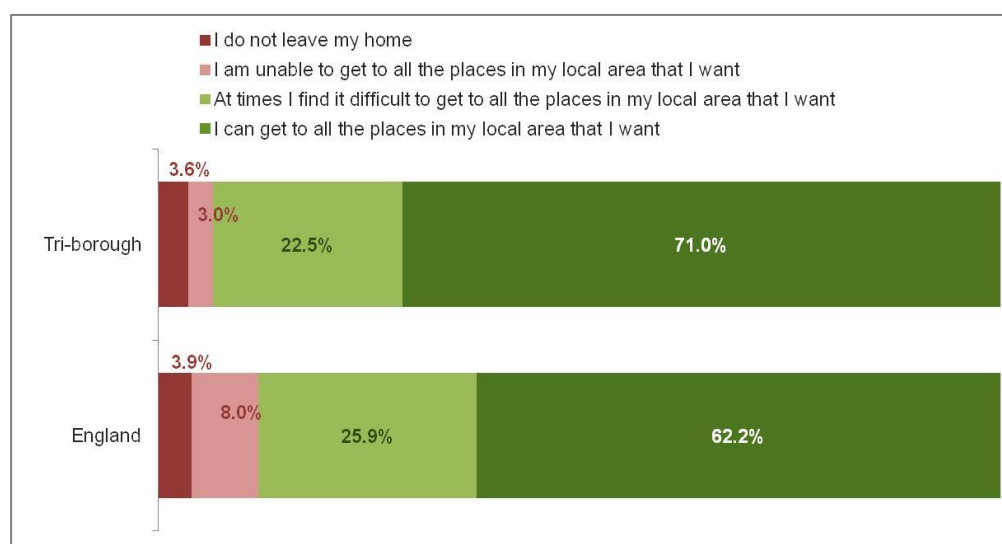 I do not leave my home
I am unable to get to all the places in my local area that I want
At times I find it difficult to get to all the places in my local area that I want
I can get to all the places in my local area that I want
3.6%
3.0%
Tri-borough
22.5%
71.0%
3.9%
8.0%
England
25.9%
62.2%